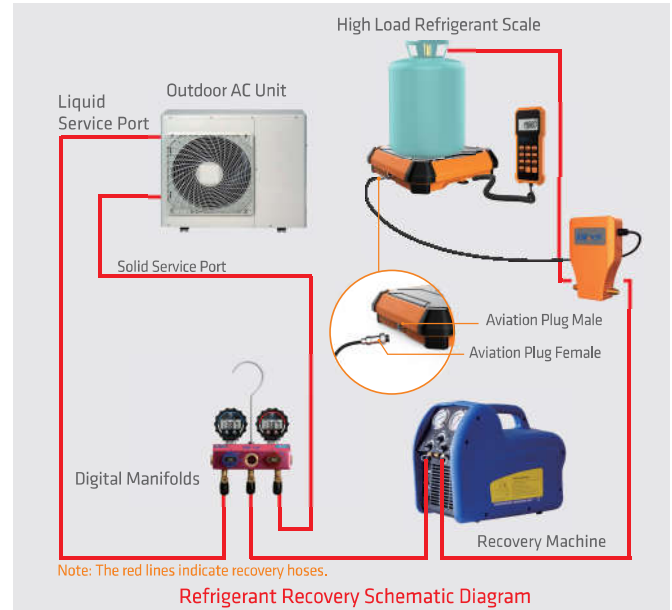 High Load Refrigerant Scale
Outdoor AC Unit
Liquid
Service Port
Solid Service Port
Aviation Plug Male
Aviation Plug Female
Digital Manifolds
Recovery Machine
Note: The red lines indicate recovery hoses.
Refrigerant Recovery Schematic Diagram